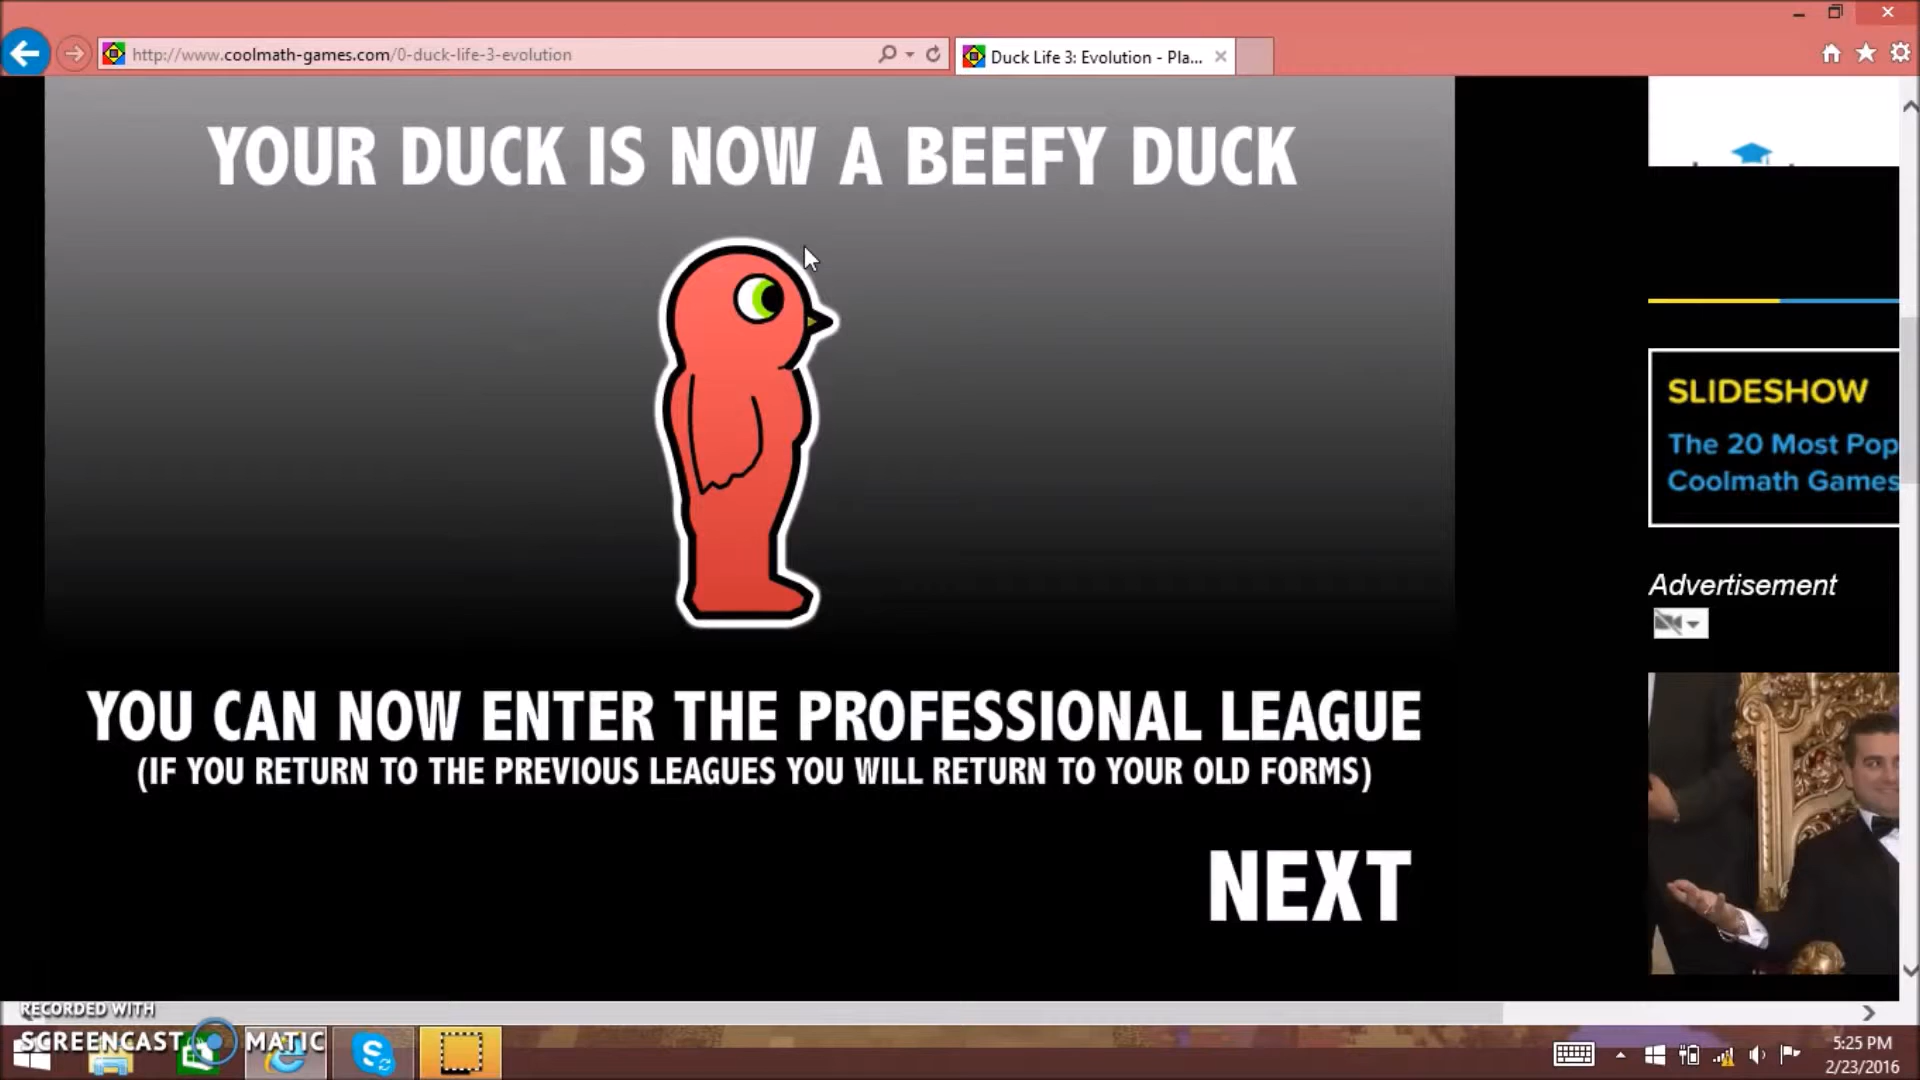 http://www.coolmath-games.com/0-duck-life-3-evolution
Duck Life 3: Evolution - Pla...
YOUR DUCK IS NOW A BEEFY DUCK
SLIDESHOW
The 20 Most Pop
Coolmath Games
Advertisement
YOU CAN NOW ENTER THE PROFESSIONAL LEAGUE
(IF YOU RETURN TO THE PREVIOUS LEAGUES YOU WILL RETURN TO YOUR OLD FORMS)
NEXT
RECORDED WITH
SCREENCAST MATIC
5:25 PM
2/23/2016